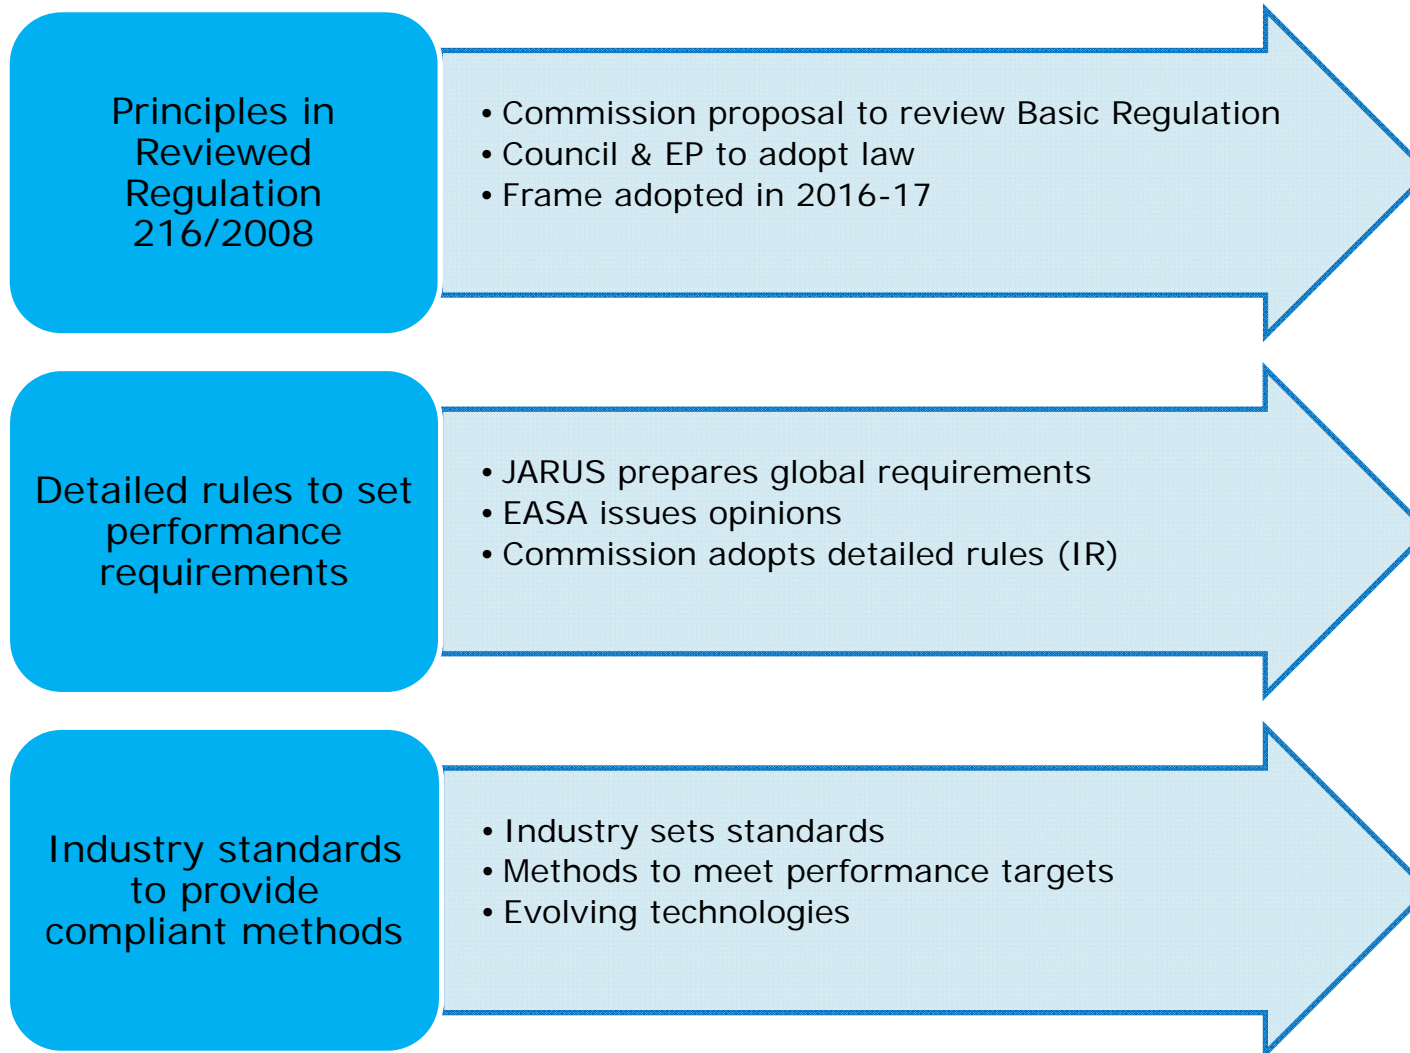 Principles in
Reviewed
Regulation
216/2008
• Commission proposal to review Basic Regulation
• Council & EP to adopt law
• Frame adopted in 2016-17
Detailed rules to set
performance
requirements
• JARUS prepares global requirements
• EASA issues opinions
• Commission adopts detailed rules (IR)
Industry standards
to provide
compliant methods
• Industry sets standards
• Methods to meet performance targets
• Evolving technologies